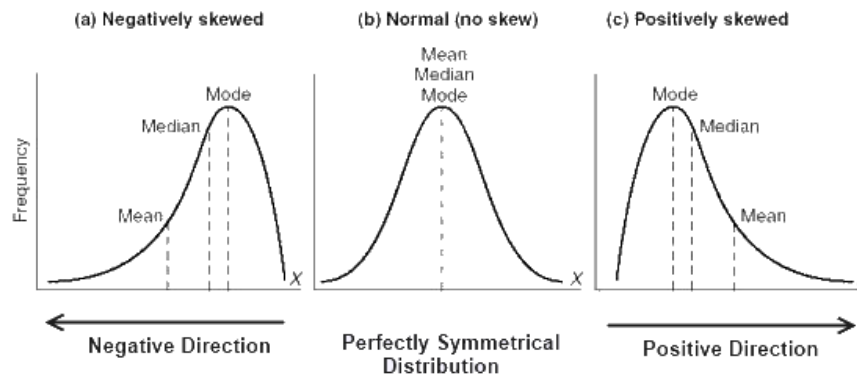 (a) Negatively skewed
(b) Normal (no skew)
(c) Positively skewed
Mean
Median
Mode
Mode
Median
Mean
Mode
Median
Mean
Frequency
X
X
X
Negative Direction
Perfectly Symmetrical
Distribution
Positive Direction